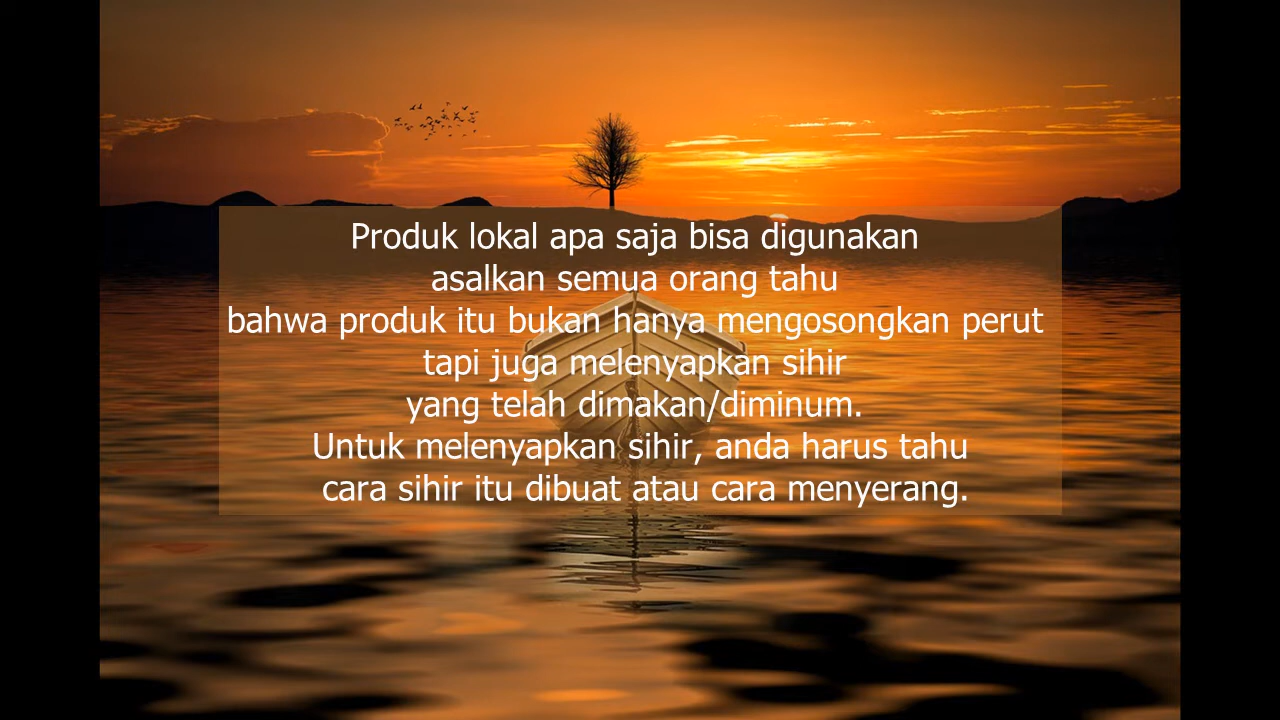 Produk lokal apa saja bisa digunakan
asalkan semua orang tahu
bahwa produk itu bukan hanya mengosongkan perut
tapi juga melenyapkan sihir
yang telah dimakan/diminum.
Untuk melenyapkan sihir, anda harus tahu
cara sihir itu dibuat atau cara menyerang.